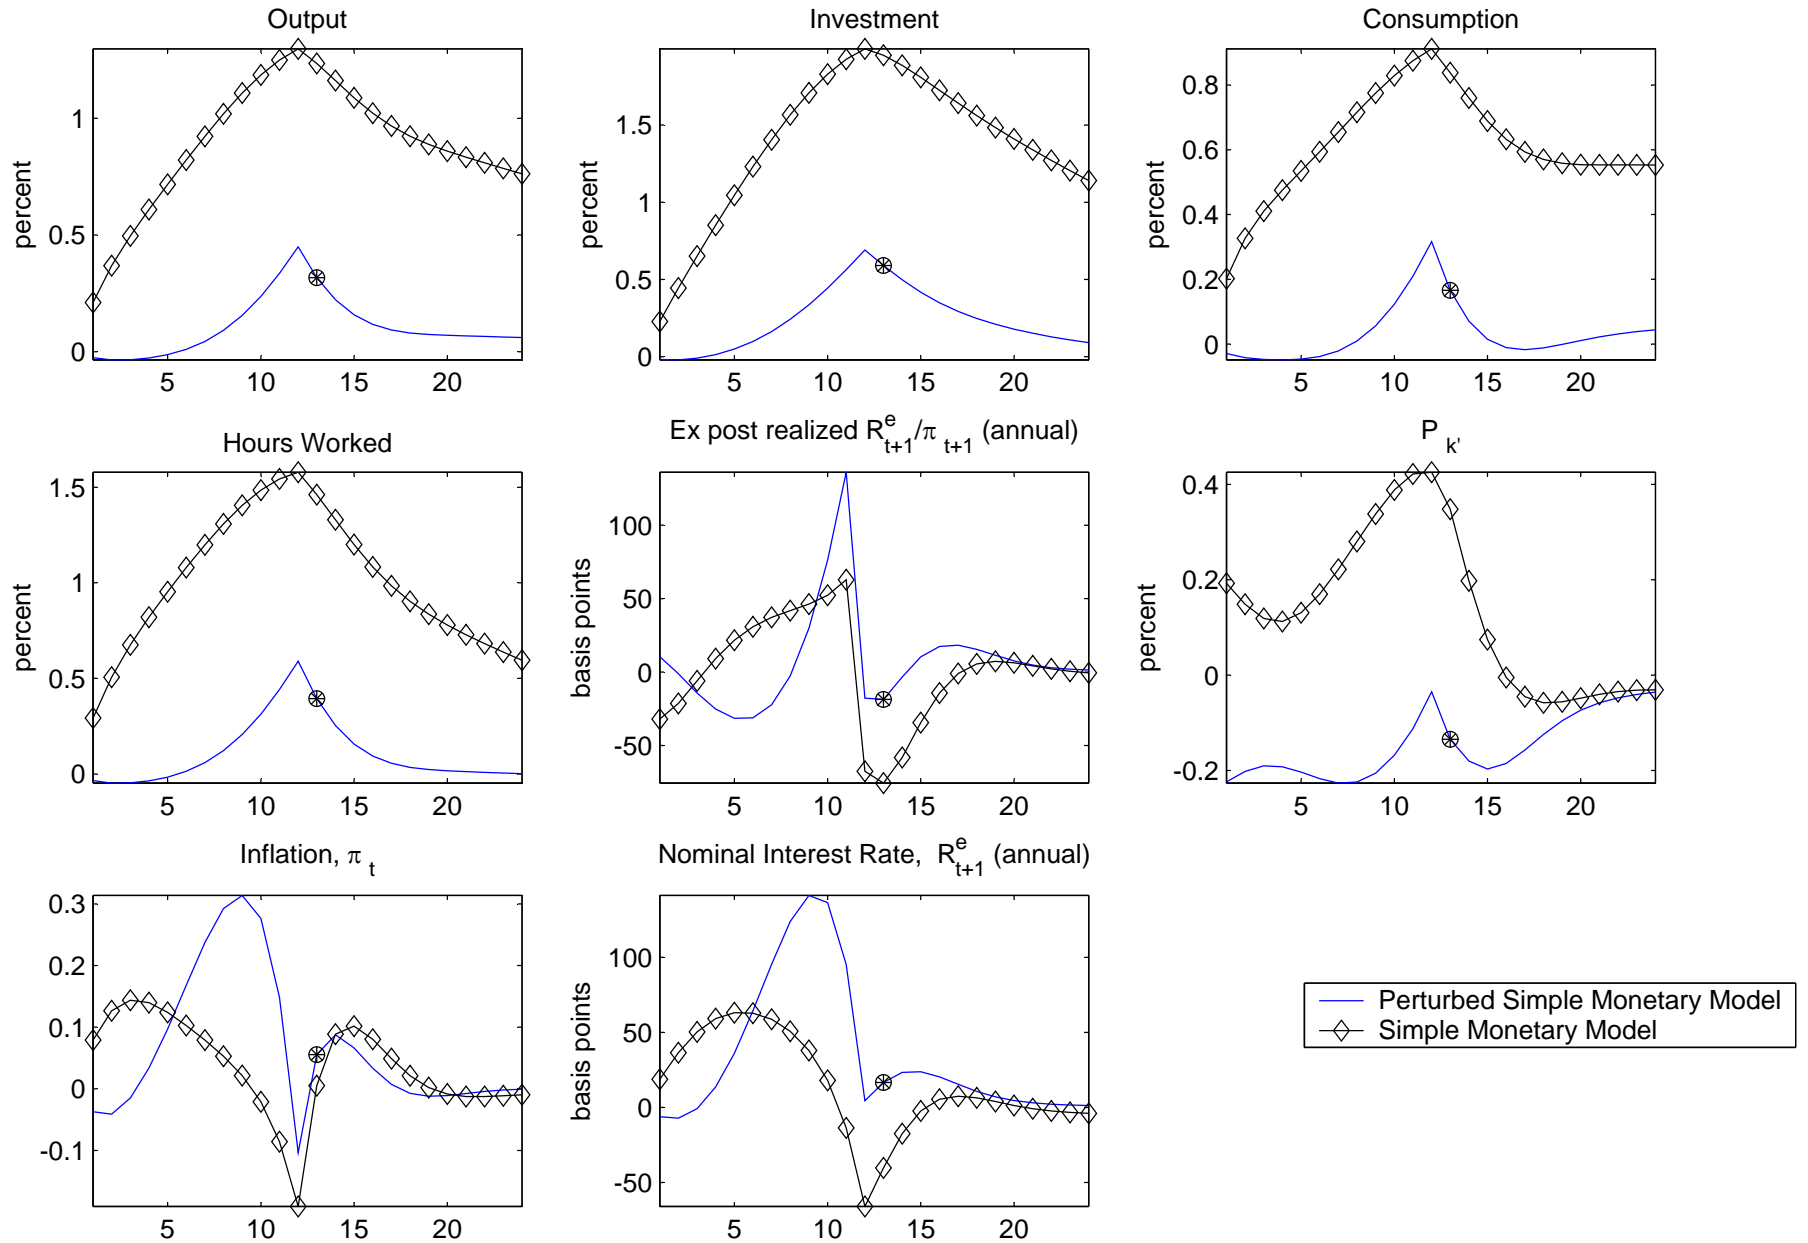 Output
percent
1
0.5
0
5 10 15 20
Investment
percent
1.5
1
0.5
0
5 10 15 20
Consumption
percent
0.8
0.6
0.4
0.2
0
5 10 15 20
Hours Worked
percent
1.5
1
0.5
0
5 10 15 20
Ex post realized R^e_{t+1}/π_{t+1} (annual)
basis points
100
50
0
-50
5 10 15 20
P_{k'}
percent
0.4
0.2
0
-0.2
5 10 15 20
Inflation, π_t
0.3
0.2
0.1
0
-0.1
5 10 15 20
Nominal Interest Rate, R^e_{t+1} (annual)
basis points
100
50
0
-50
5 10 15 20
Perturbed Simple Monetary Model
Simple Monetary Model